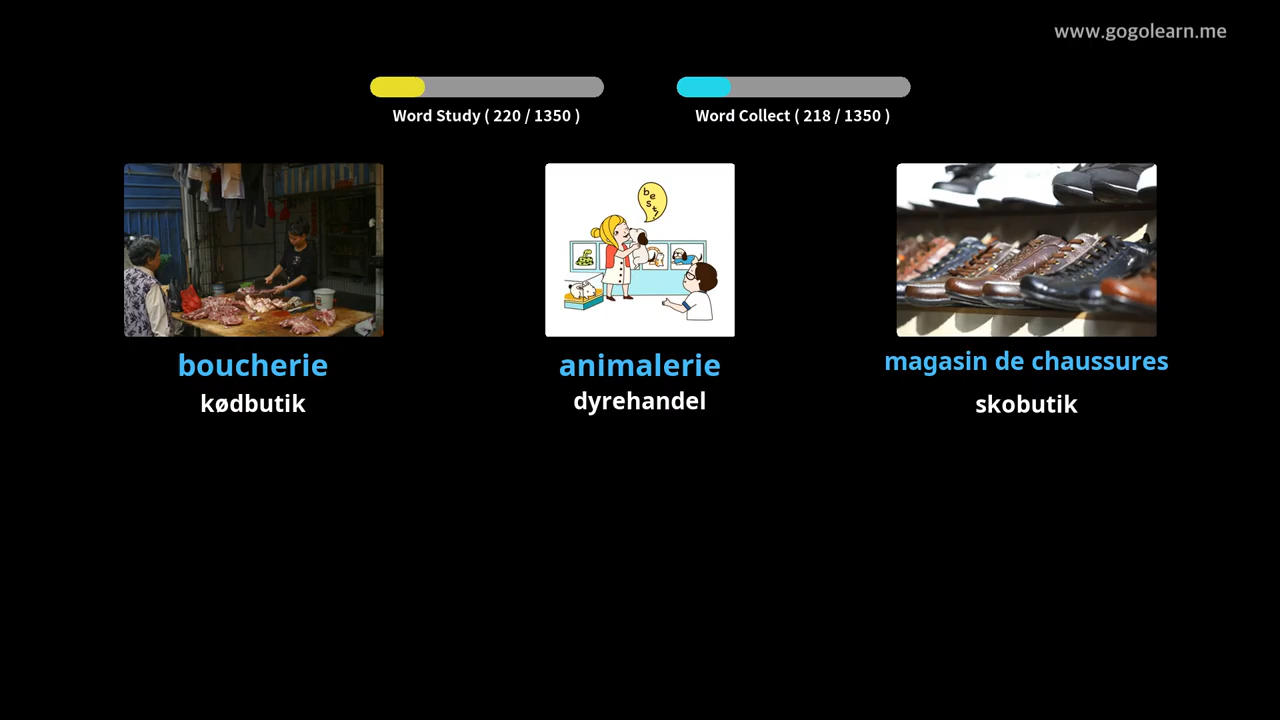 www.gogolearn.me
Word Study ( 220 / 1350 )
Word Collect ( 218 / 1350 )
best
boucherie
animalerie
magasin de chaussures
kødbutik
dyrehandel
skobutik